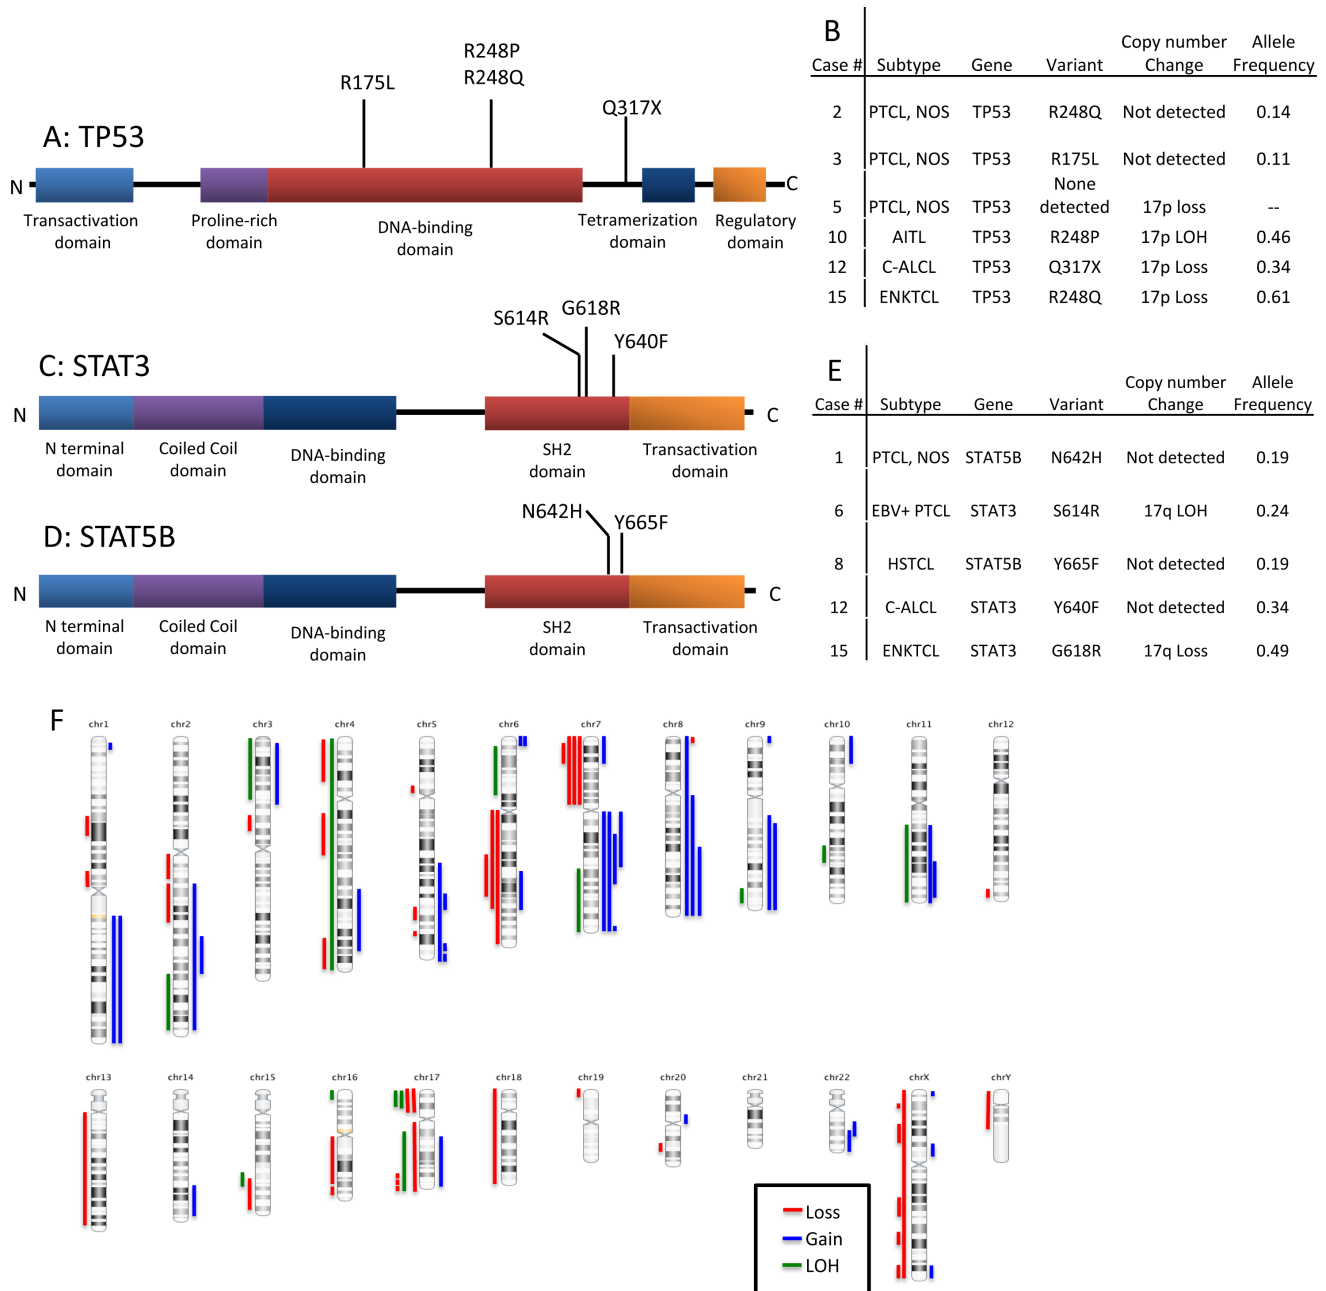 A: TP53
R175L
R248P
R248Q
Q317X
N
C
Transactivation
domain
Proline-rich
domain
DNA-binding
domain
Tetramerization
domain
Regulatory
domain
B
Case # Subtype Gene Variant Copy number Change Allele Frequency
2 PTCL, NOS TP53 R248Q Not detected 0.14
3 PTCL, NOS TP53 R175L Not detected 0.11
5 PTCL, NOS TP53 None detected 17p loss --
10 AITL TP53 R248P 17p LOH 0.46
12 C-ALCL TP53 Q317X 17p Loss 0.34
15 ENKTCL TP53 R248Q 17p Loss 0.61
C: STAT3
S614R
G618R
Y640F
N
C
N terminal
domain
Coiled Coil
domain
DNA-binding
domain
SH2
domain
Transactivation
domain
D: STAT5B
N642H
Y665F
N
C
N terminal
domain
Coiled Coil
domain
DNA-binding
domain
SH2
domain
Transactivation
domain
E
Case # Subtype Gene Variant Copy number Change Allele Frequency
1 PTCL, NOS STAT5B N642H Not detected 0.19
6 EBV+ PTCL STAT3 S614R 17q LOH 0.24
8 HSTCL STAT5B Y665F Not detected 0.19
12 C-ALCL STAT3 Y640F Not detected 0.34
15 ENKTCL STAT3 G618R 17q Loss 0.49
F
chr1 chr2 chr3 chr4 chr5 chr6 chr7 chr8 chr9 chr10 chr11 chr12
chr13 chr14 chr15 chr16 chr17 chr18 chr19 chr20 chr21 chr22 chrX chrY
Loss
Gain
LOH